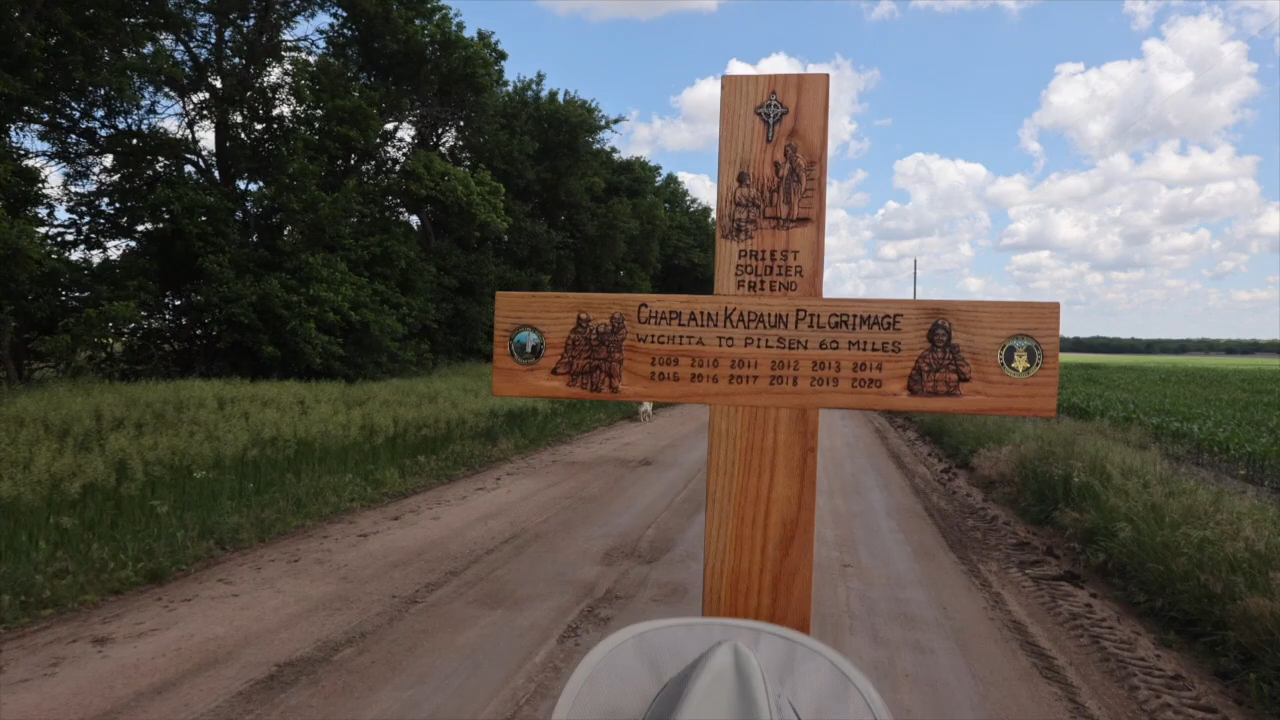 PRIEST
SOLDIER
FRIEND
CHAPLAIN KAPAUN PILGRIMAGE
WICHITA TO PILSEN 60 MILES
2009 2010 2011 2012 2013 2014
2015 2016 2017 2018 2019 2020